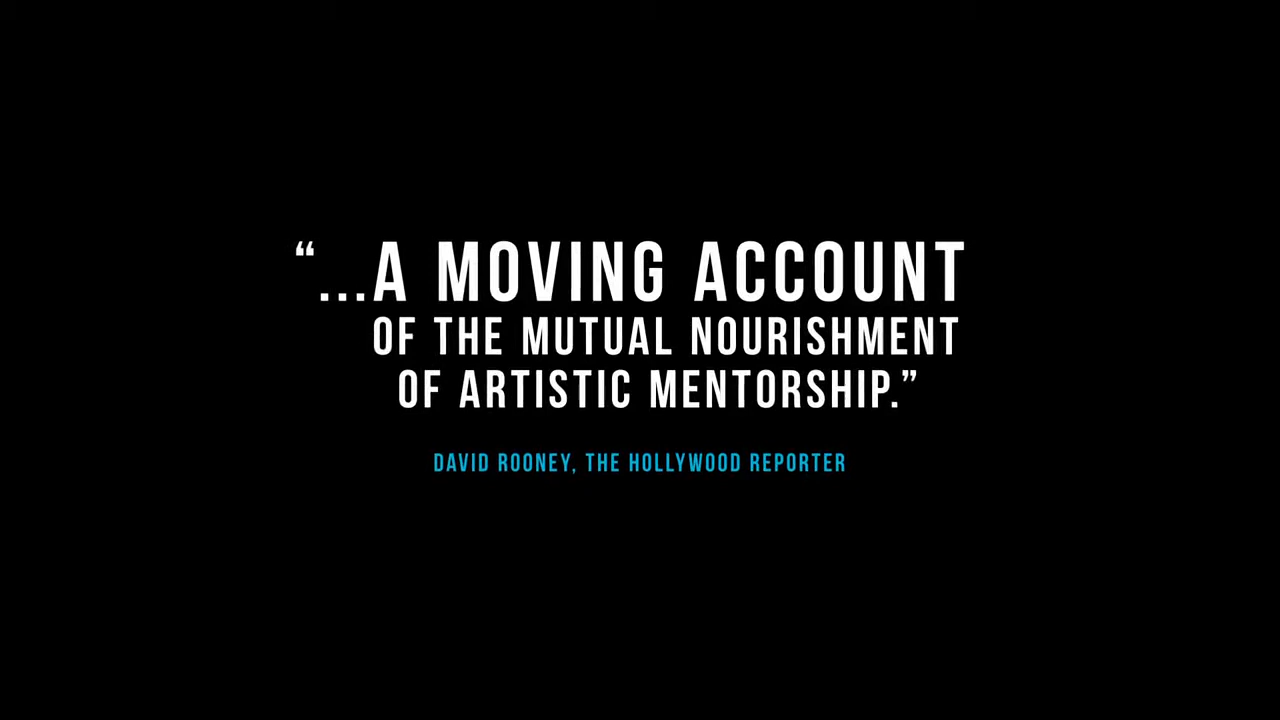 “...A MOVING ACCOUNT
OF THE MUTUAL NOURISHMENT
OF ARTISTIC MENTORSHIP.”
DAVID ROONEY, THE HOLLYWOOD REPORTER